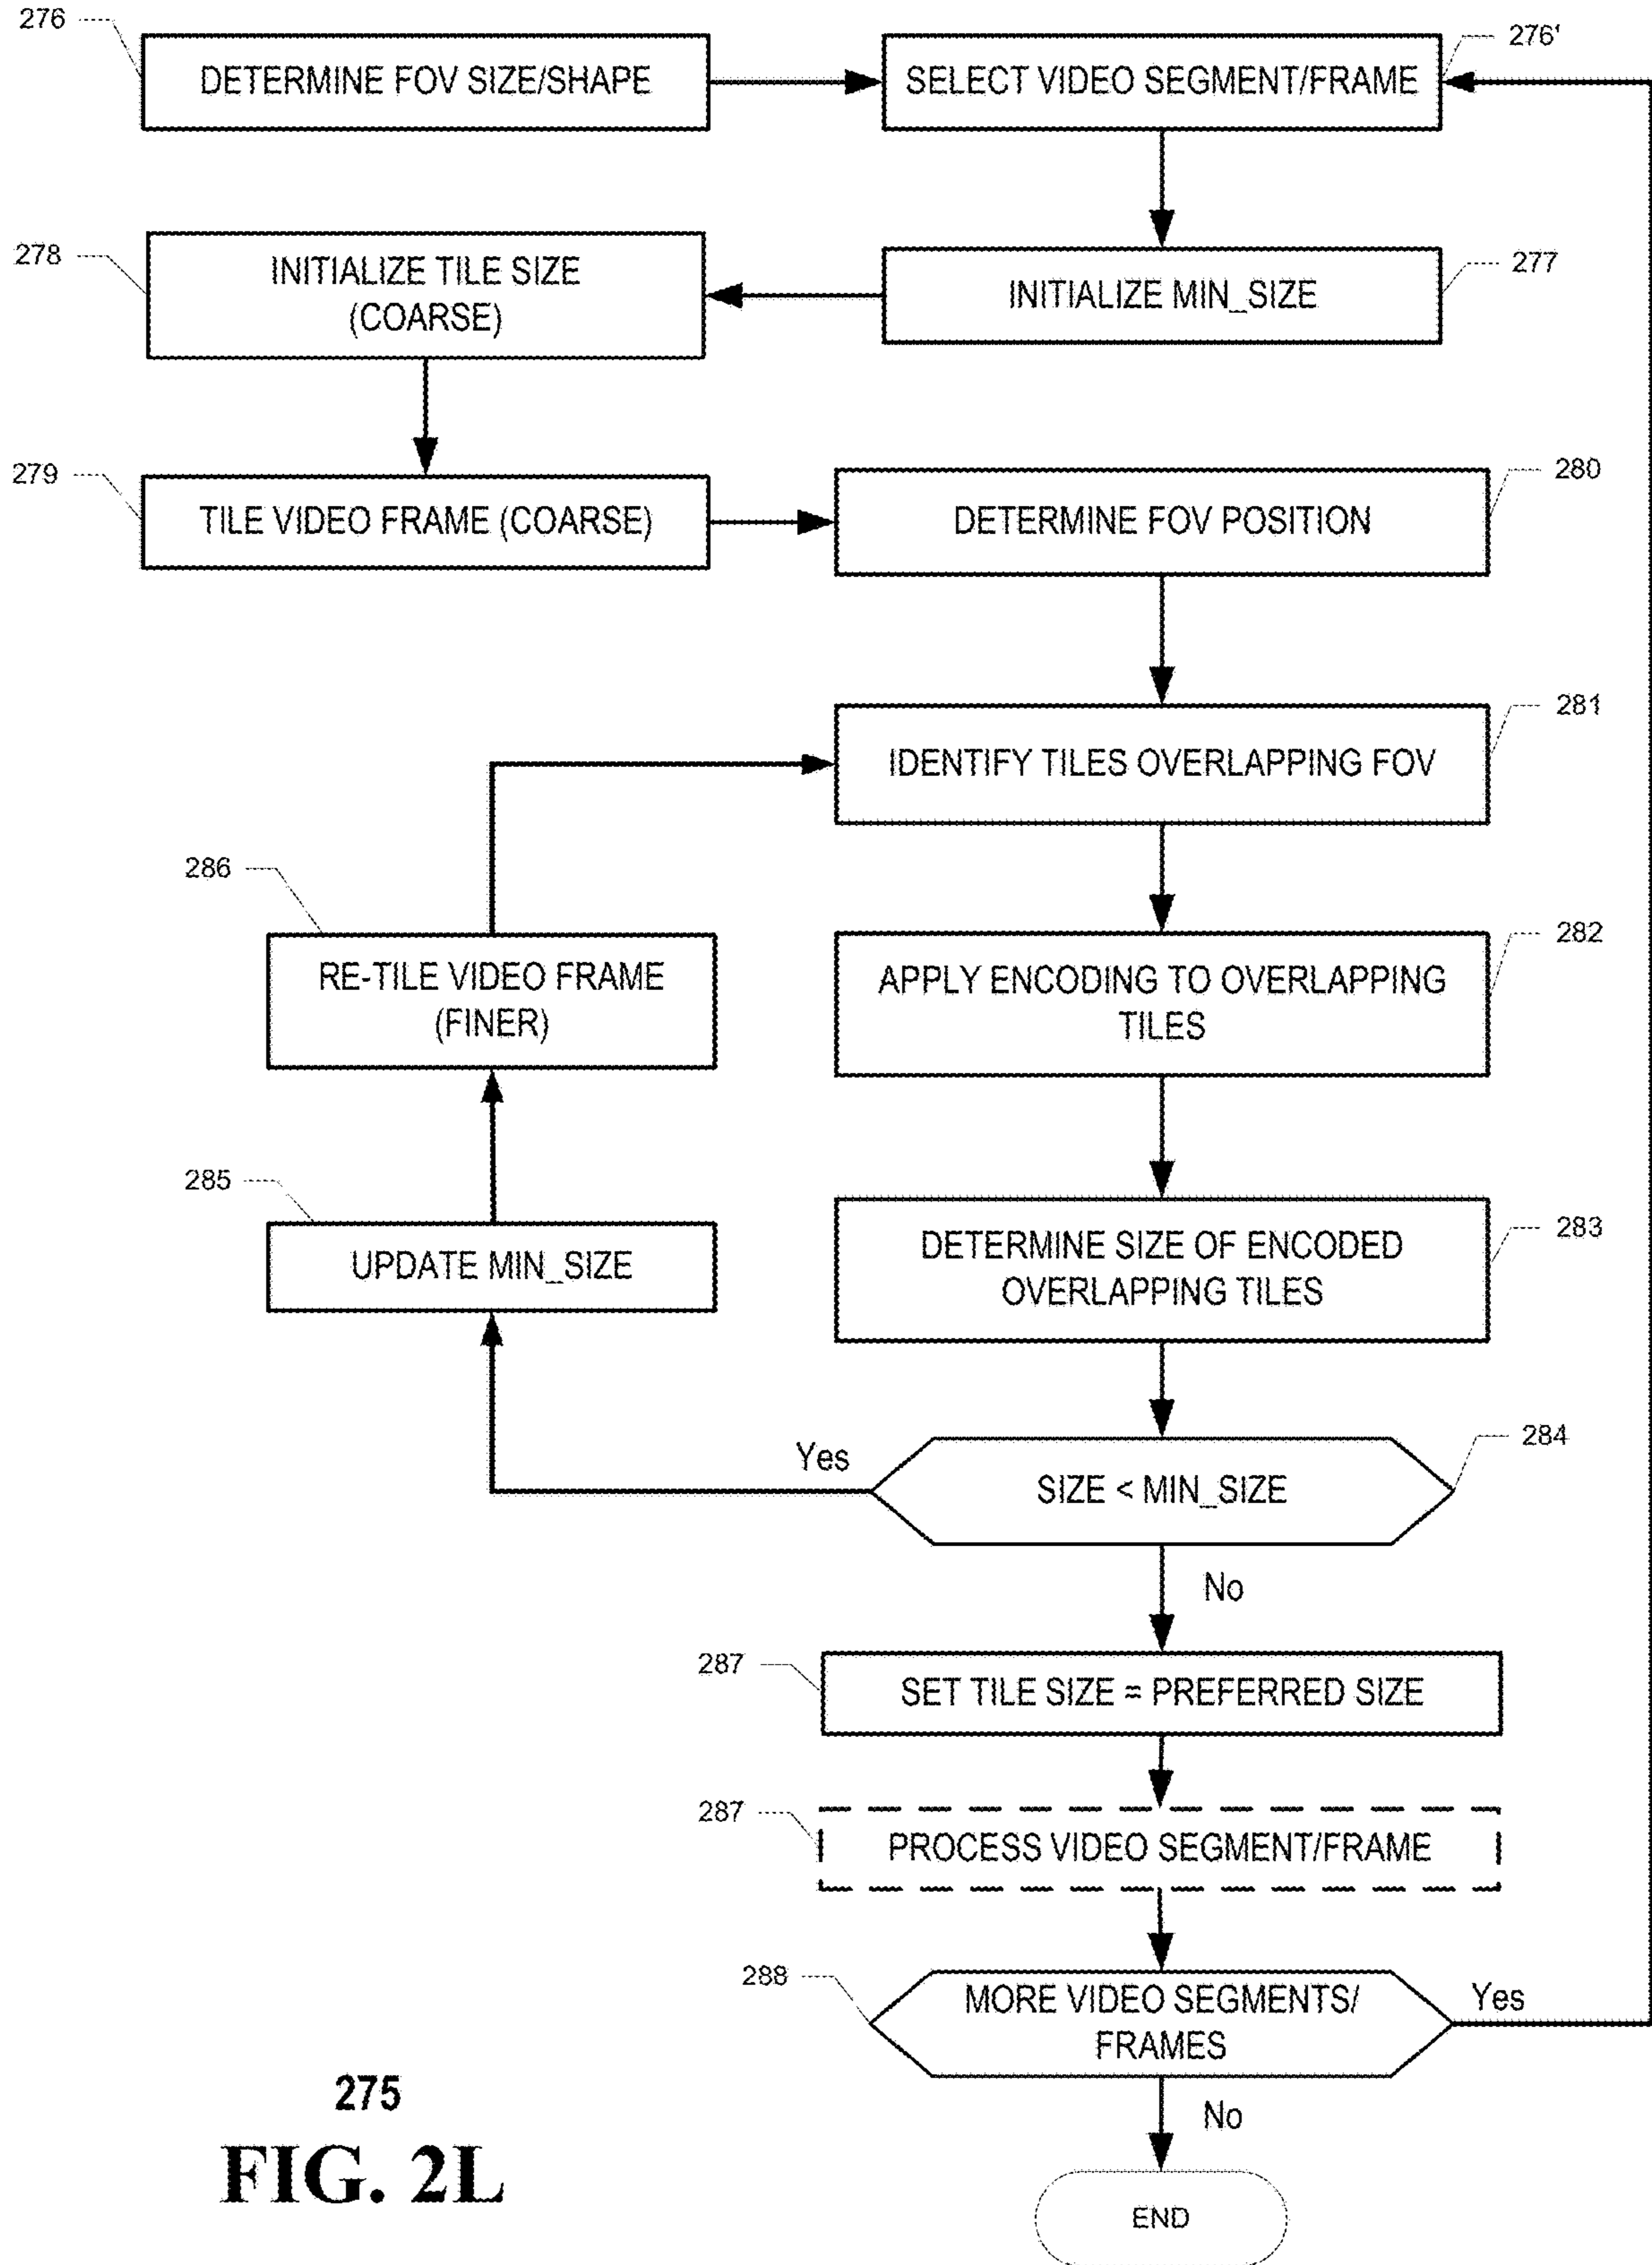 276
DETERMINE FOV SIZE/SHAPE
SELECT VIDEO SEGMENT/FRAME
276'
278
INITIALIZE TILE SIZE
(COARSE)
INITIALIZE MIN_SIZE
277
279
TILE VIDEO FRAME (COARSE)
DETERMINE FOV POSITION
280
IDENTIFY TILES OVERLAPPING FOV
281
286
RE-TILE VIDEO FRAME
(FINER)
APPLY ENCODING TO OVERLAPPING
TILES
282
285
UPDATE MIN_SIZE
DETERMINE SIZE OF ENCODED
OVERLAPPING TILES
283
Yes
SIZE < MIN_SIZE
284
No
287
SET TILE SIZE = PREFERRED SIZE
287
PROCESS VIDEO SEGMENT/FRAME
288
MORE VIDEO SEGMENTS/
FRAMES
Yes
No
END
275
FIG. 2L